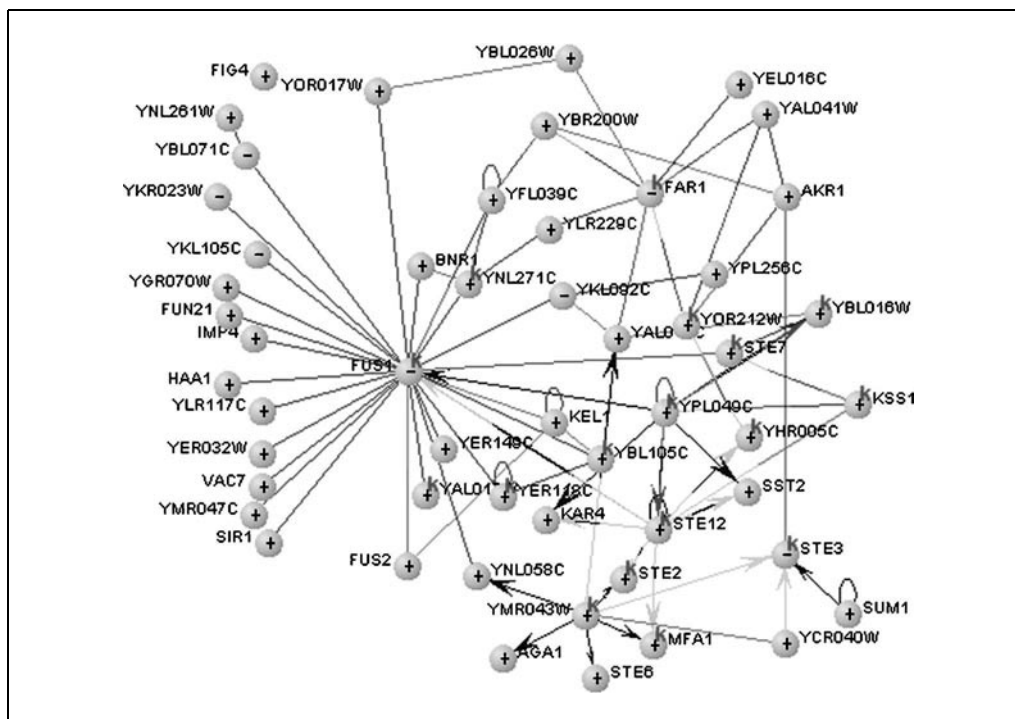 YBL026W
FIG4
YOR017W
YEL016C
YNL261W
YAL041W
YBR200W
YBL071C
YKR023W
YFL039C
FAR1
AKR1
YLR229C
YKL105C
BNR1
YNL271C
YPL256C
YGR070W
YKL092C
FUN21
YOR212W
YBL016W
IMP4
STE7
FUS1
HAA1
KEL1
YPL049C
KSS1
YLR117C
YER149C
YBL105C
YHR005C
YER032W
VAC7
YER118C
SST2
YMR047C
KAR4
STE12
SIR1
FUS2
STE3
YNL058C
STE2
YMR043W
SUM1
MFA1
YCR040W
AGA1
STE6